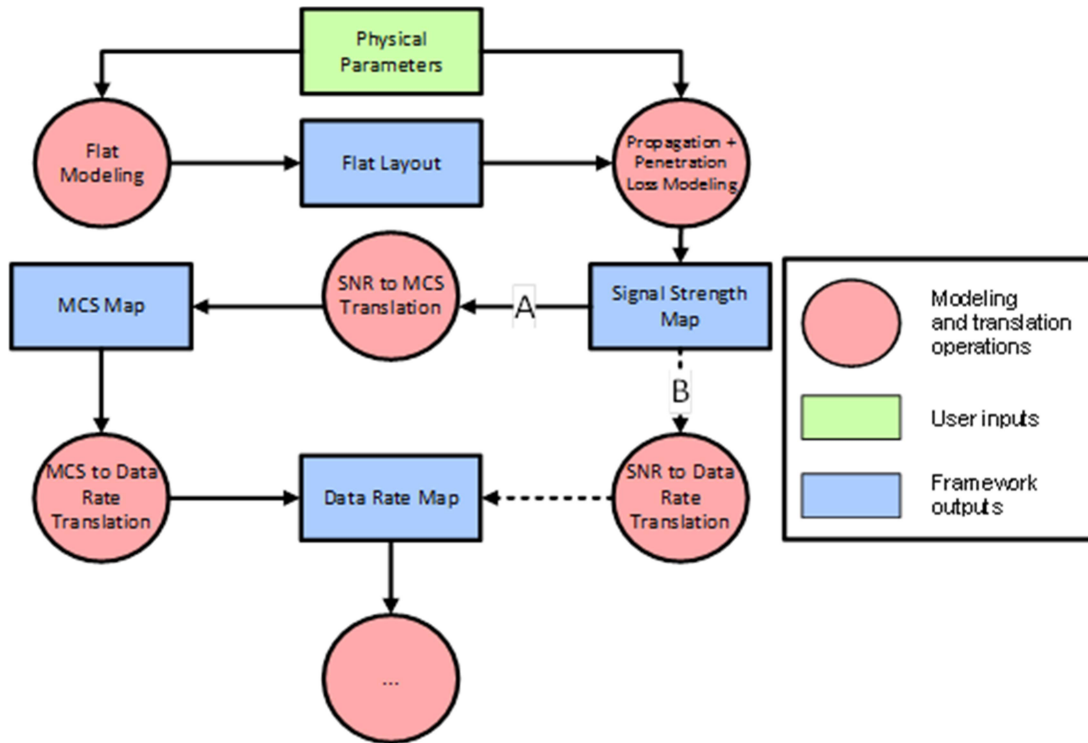 Physical
Parameters
Flat
Modeling
Flat Layout
Propagation +
Penetration
Loss Modeling
MCS Map
SNR to MCS
Translation
A
Signal Strength
Map
B
MCS to Data
Rate
Translation
Data Rate Map
SNR to Data
Rate
Translation
...
Modeling
and translation
operations
User inputs
Framework
outputs